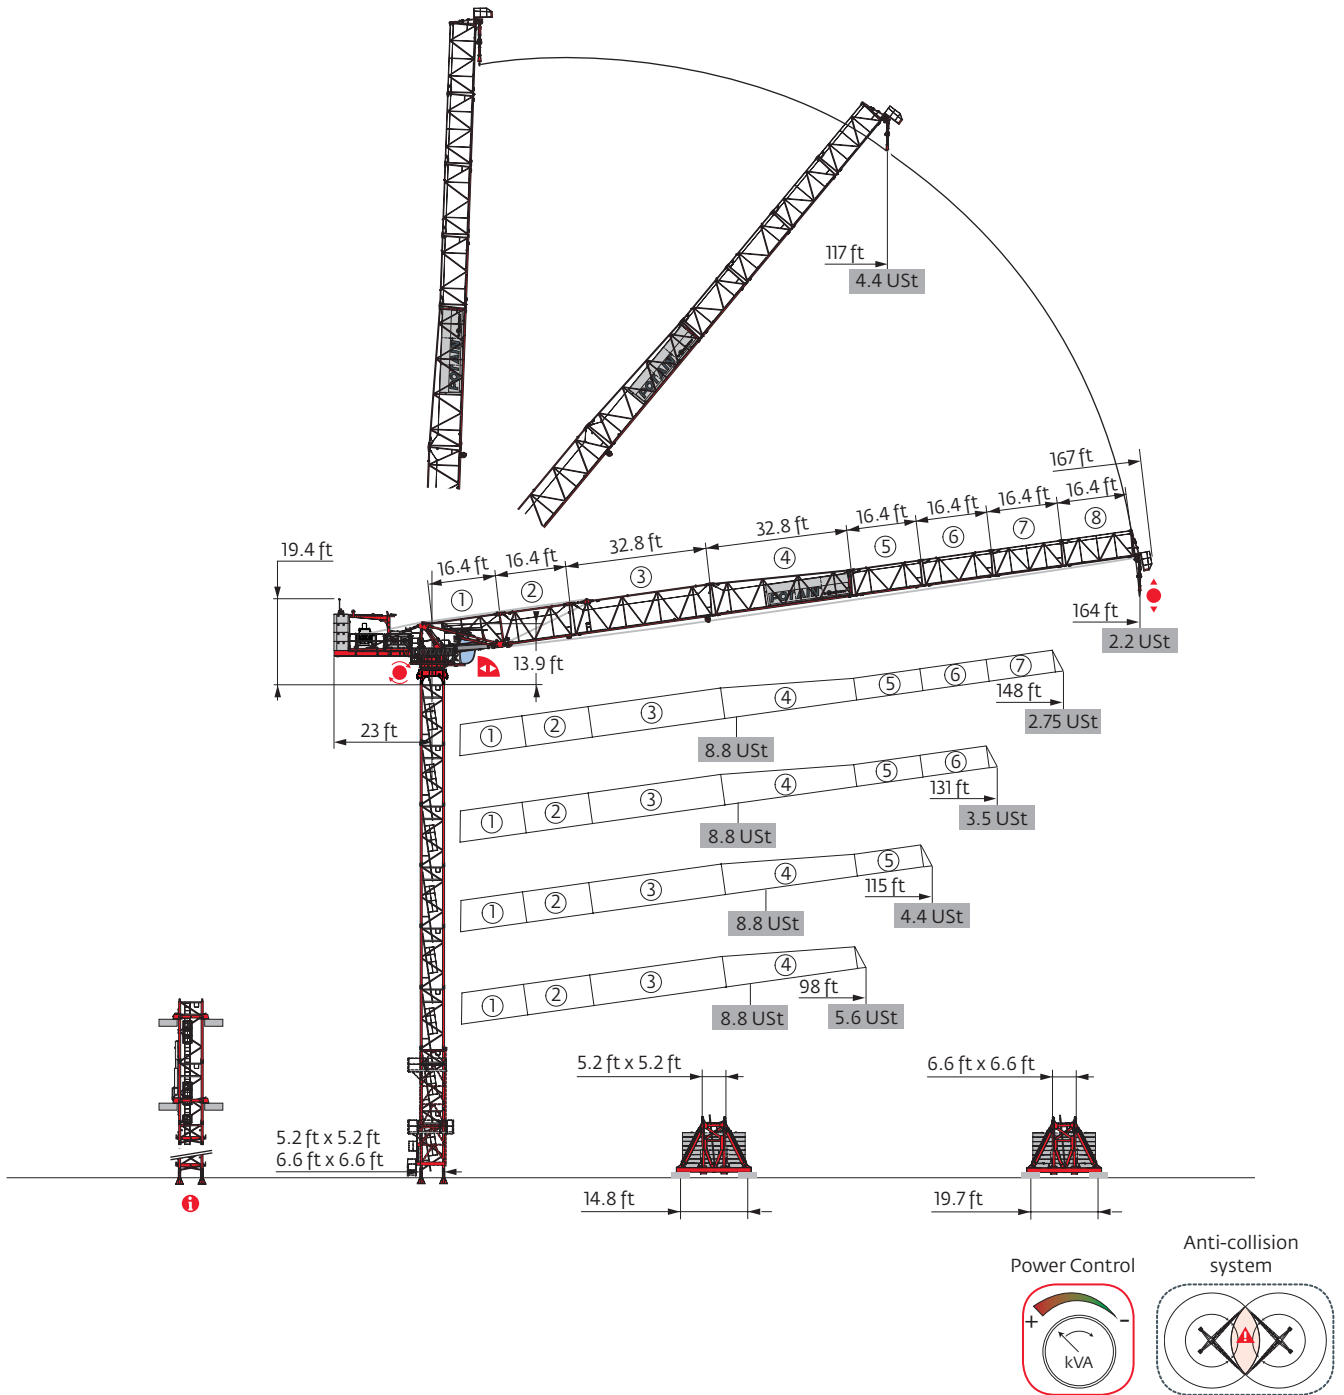 117 ft
4.4 USt
167 ft
16.4 ft
16.4 ft
32.8 ft
32.8 ft
16.4 ft
16.4 ft
16.4 ft
16.4 ft
① ② ③ ④ ⑤ ⑥ ⑦ ⑧
POTAIN
POTAIN
POTAIN
19.4 ft
13.9 ft
23 ft
164 ft
2.2 USt
① ② ③ ④ ⑤ ⑥ ⑦
148 ft
8.8 USt
2.75 USt
① ② ③ ④ ⑤ ⑥
131 ft
8.8 USt
3.5 USt
① ② ③ ④ ⑤
115 ft
8.8 USt
4.4 USt
① ② ③ ④
98 ft
8.8 USt
5.6 USt
5.2 ft x 5.2 ft
6.6 ft x 6.6 ft
i
5.2 ft x 5.2 ft
14.8 ft
6.6 ft x 6.6 ft
19.7 ft
Power Control
+ −
kVA
Anti-collision
system